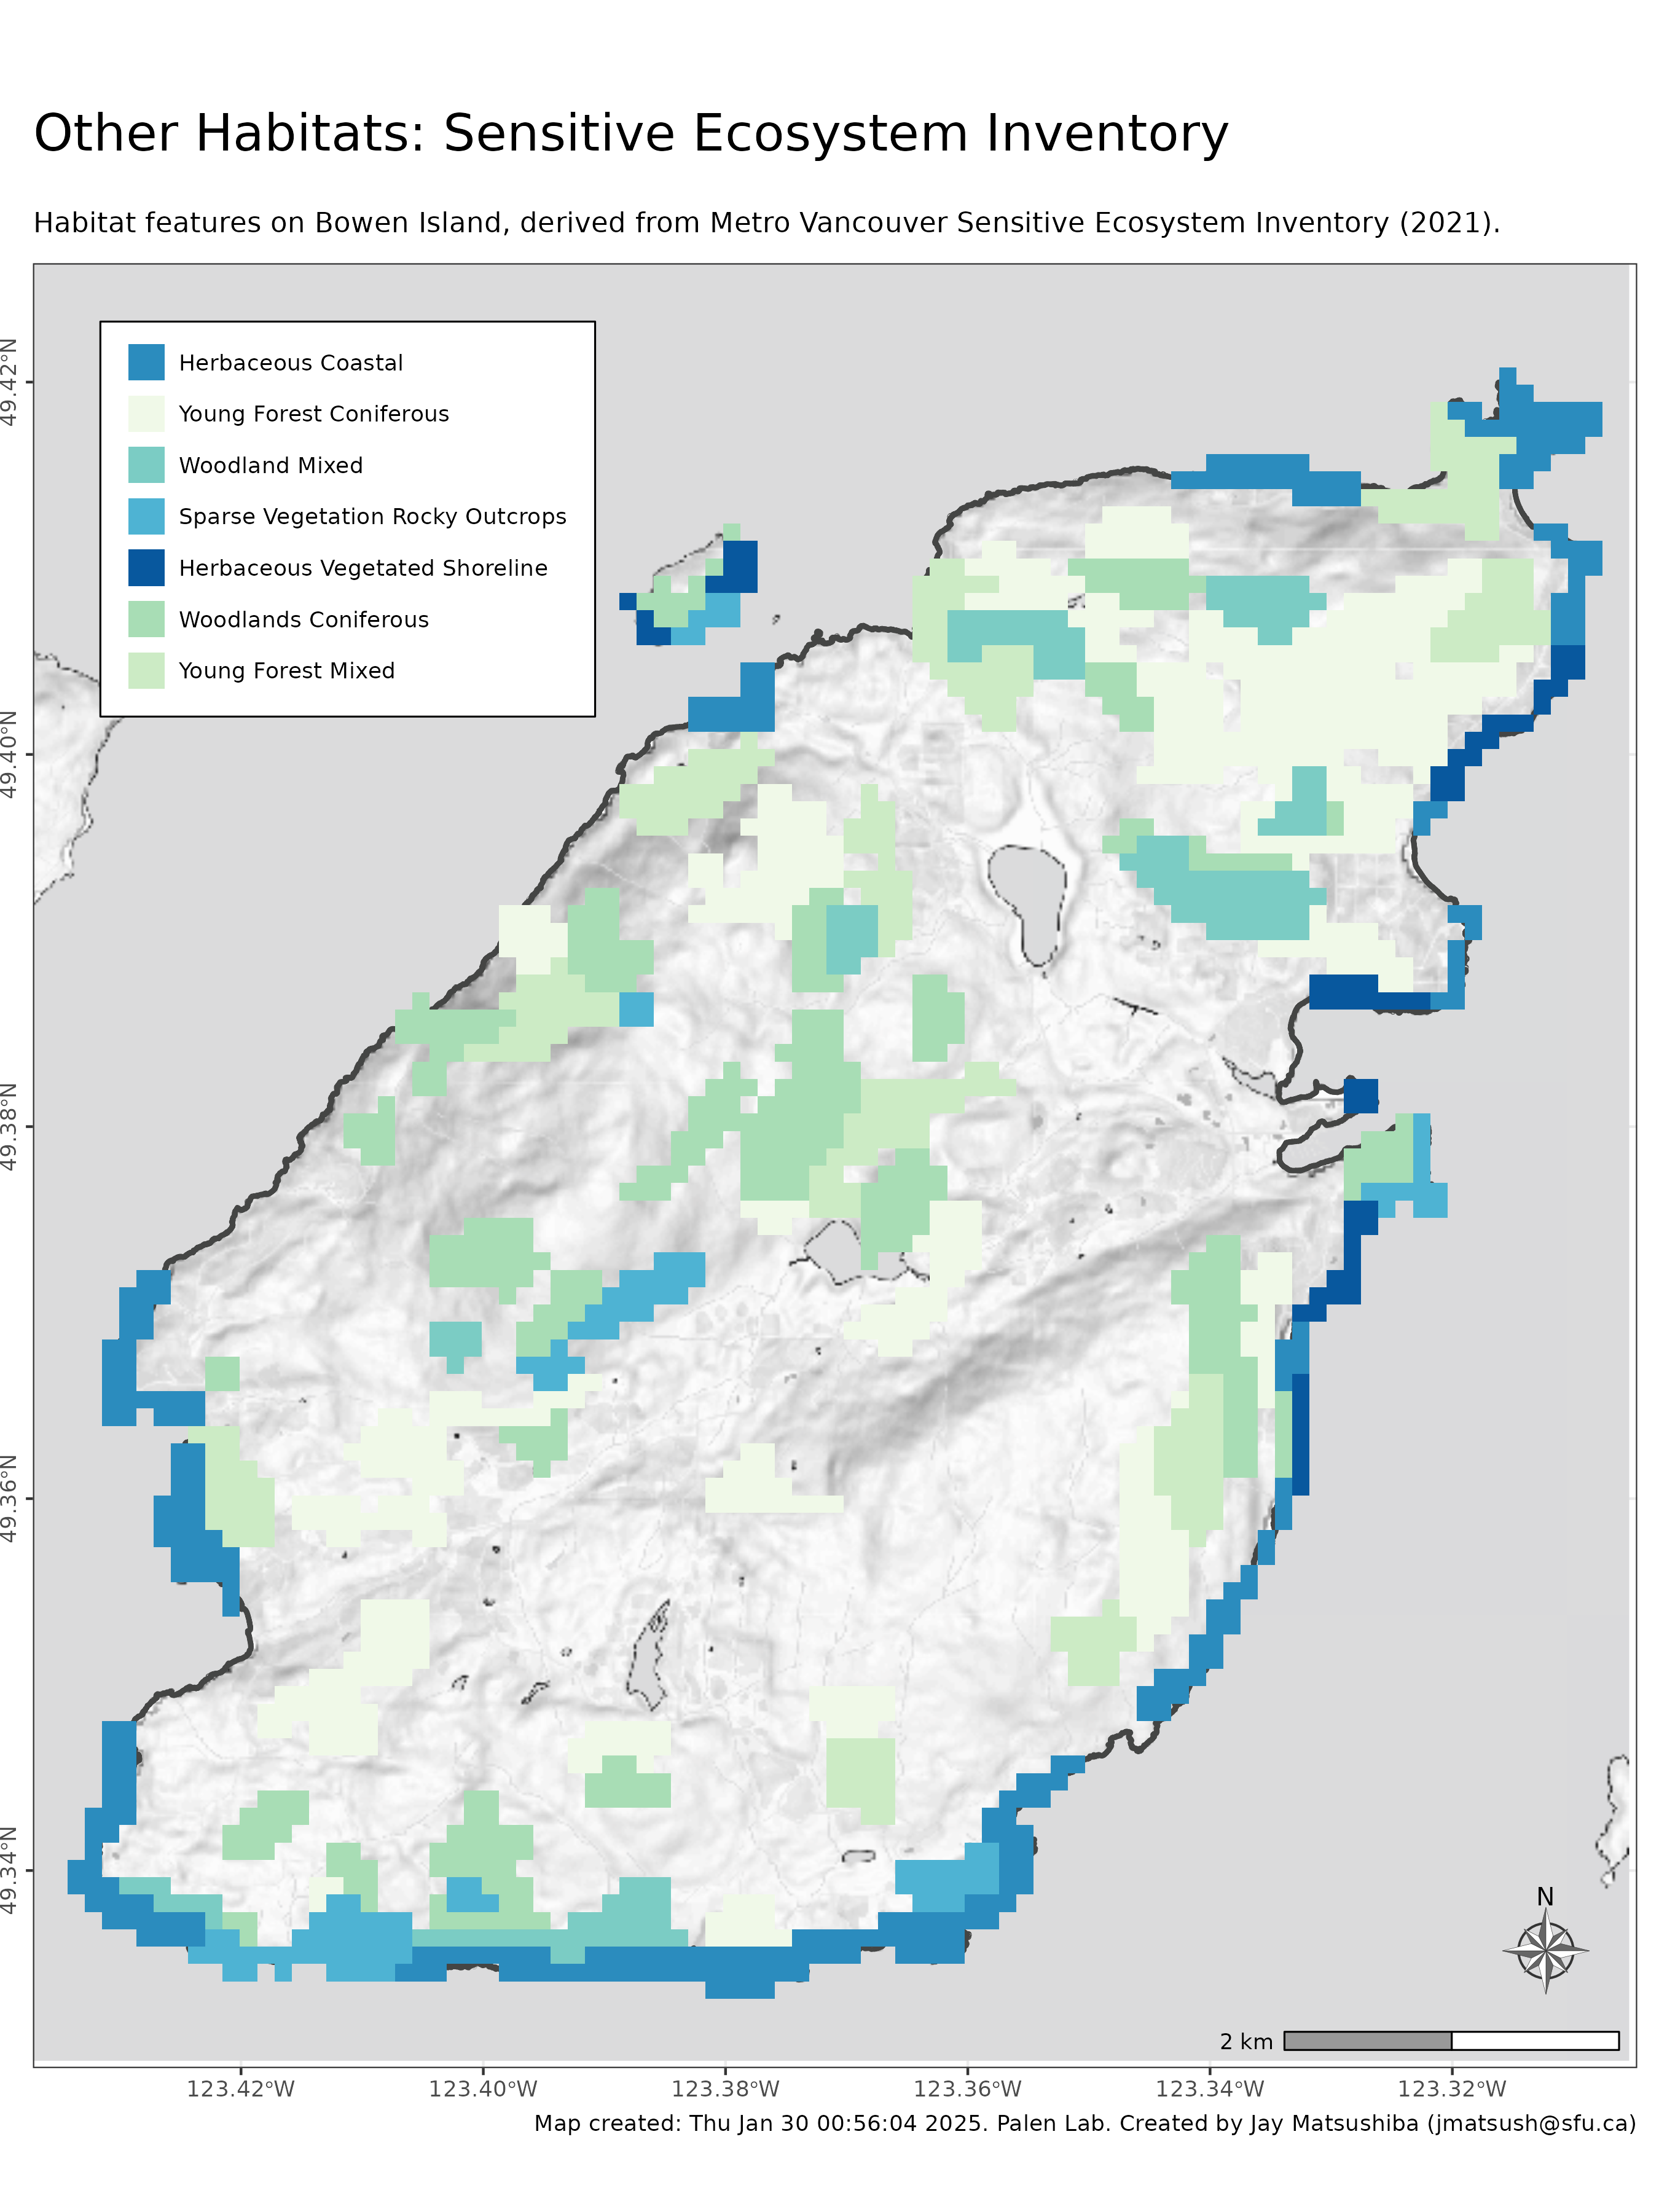 Other Habitats: Sensitive Ecosystem Inventory
Habitat features on Bowen Island, derived from Metro Vancouver Sensitive Ecosystem Inventory (2021).
Herbaceous Coastal
Young Forest Coniferous
Woodland Mixed
Sparse Vegetation Rocky Outcrops
Herbaceous Vegetated Shoreline
Woodlands Coniferous
Young Forest Mixed
49.42°N
49.40°N
49.38°N
49.36°N
49.34°N
N
2 km
123.42°W
123.40°W
123.38°W
123.36°W
123.34°W
123.32°W
Map created: Thu Jan 30 00:56:04 2025. Palen Lab. Created by Jay Matsushiba (jmatsush@sfu.ca)